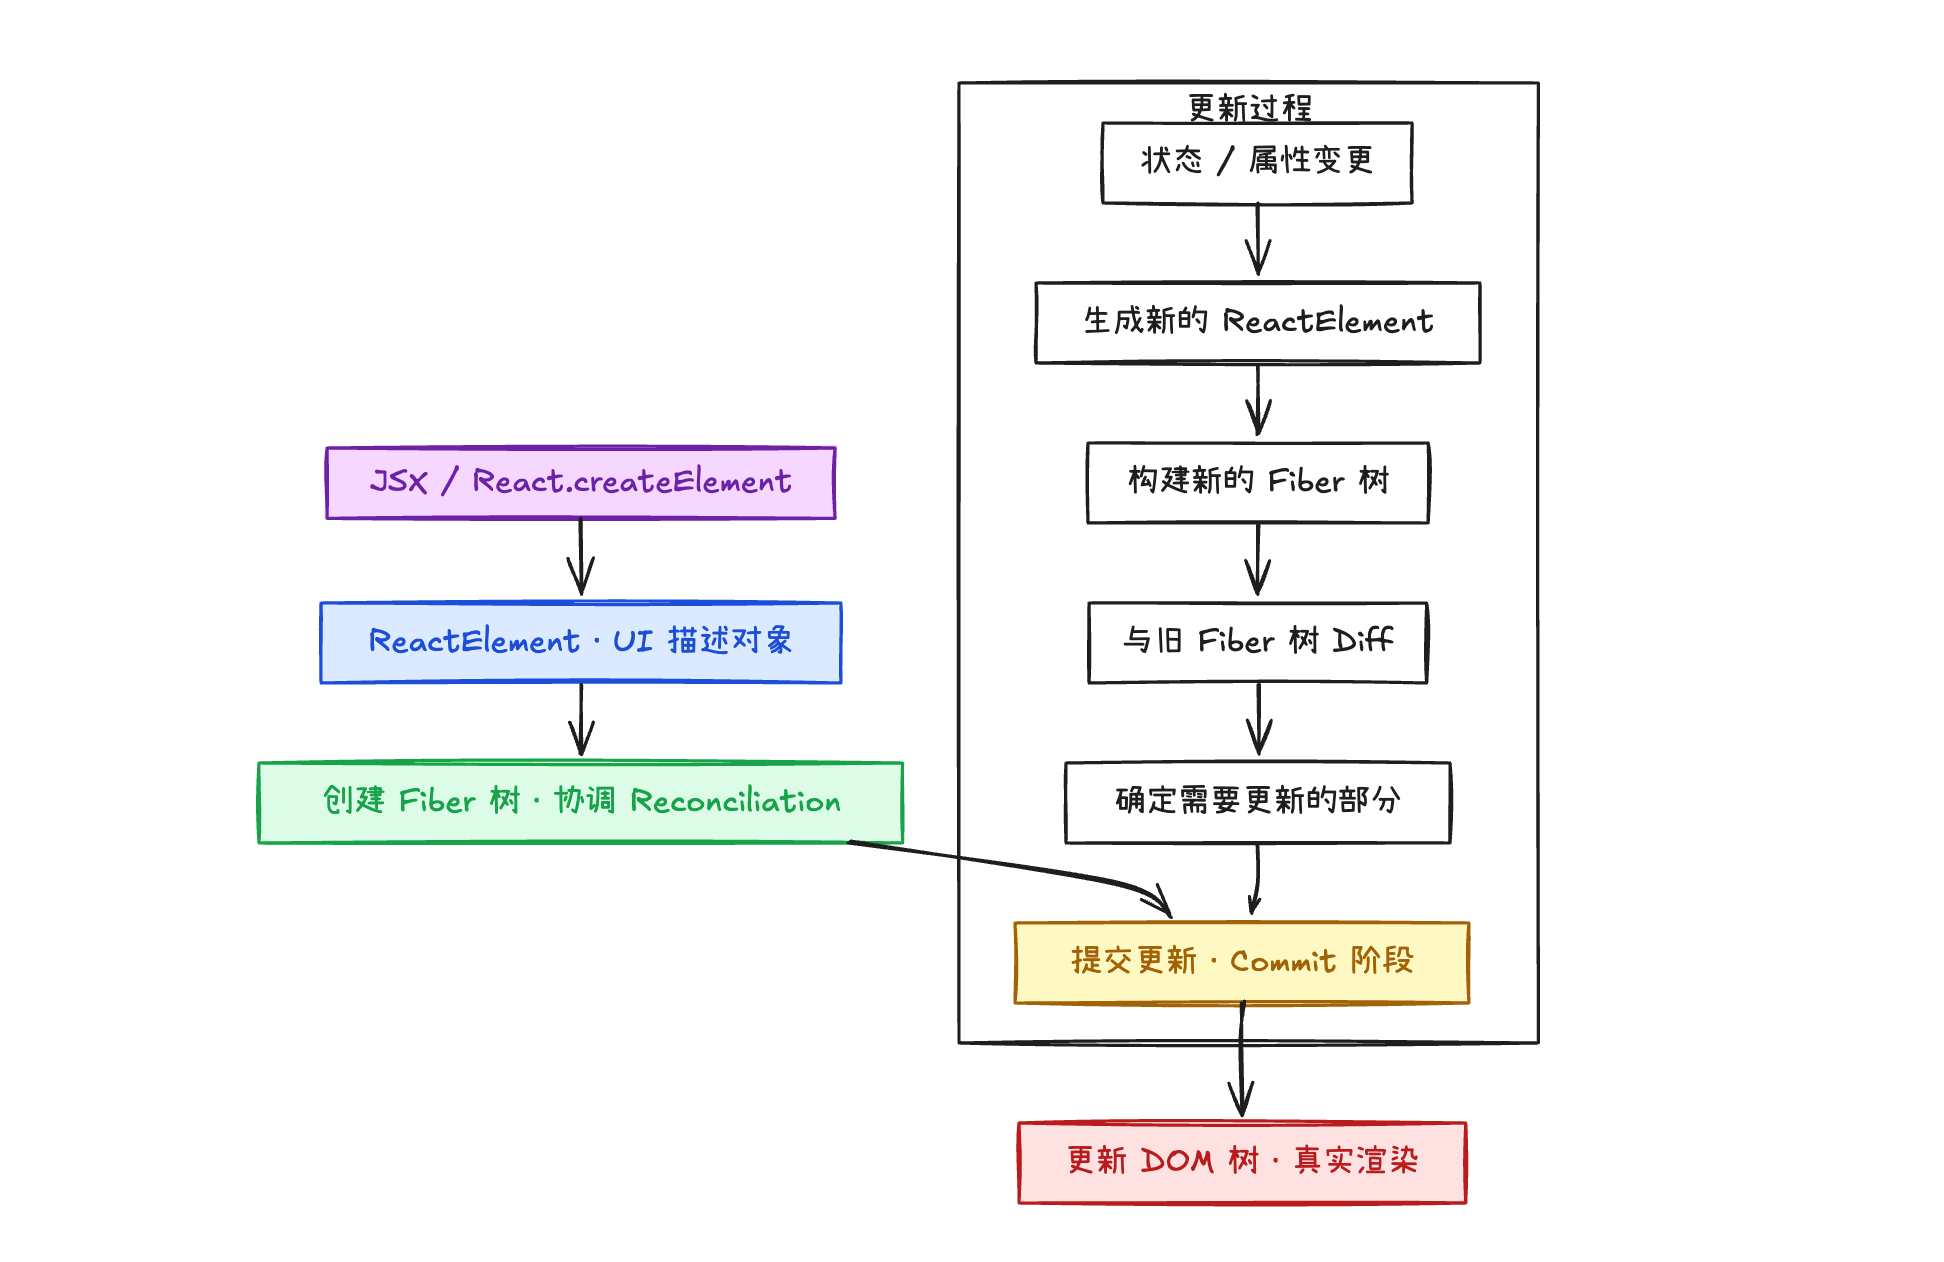 更新过程
状态 / 属性变更
生成新的 ReactElement
构建新的 Fiber 树
与旧 Fiber 树 Diff
确定需要更新的部分
JSX / React.createElement
ReactElement · UI 描述对象
创建 Fiber 树 · 协调 Reconciliation
提交更新 · Commit 阶段
更新 DOM 树 · 真实渲染